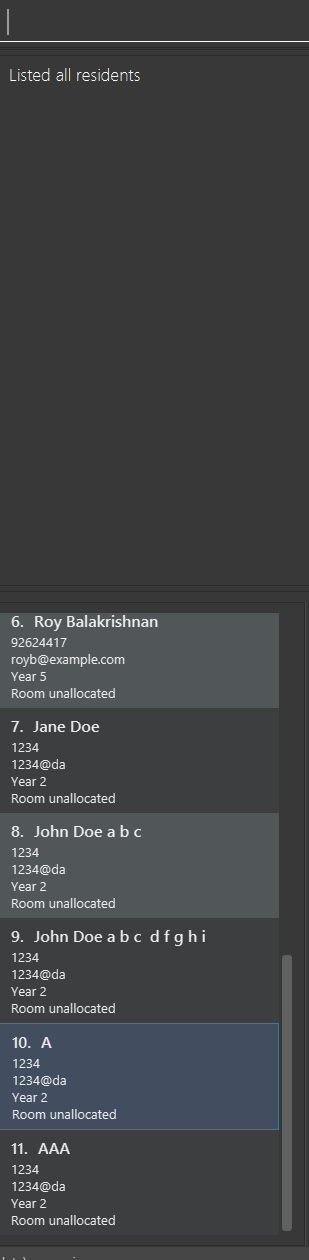 Listed all residents
6. Roy Balakrishnan
92624417
royb@example.com
Year 5
Room unallocated
7. Jane Doe
1234
1234@da
Year 2
Room unallocated
8. John Doe a b c
1234
1234@da
Year 2
Room unallocated
9. John Doe a b c  d f g h i
1234
1234@da
Year 2
Room unallocated
10. A
1234
1234@da
Year 2
Room unallocated
11. AAA
1234
1234@da
Year 2
Room unallocated